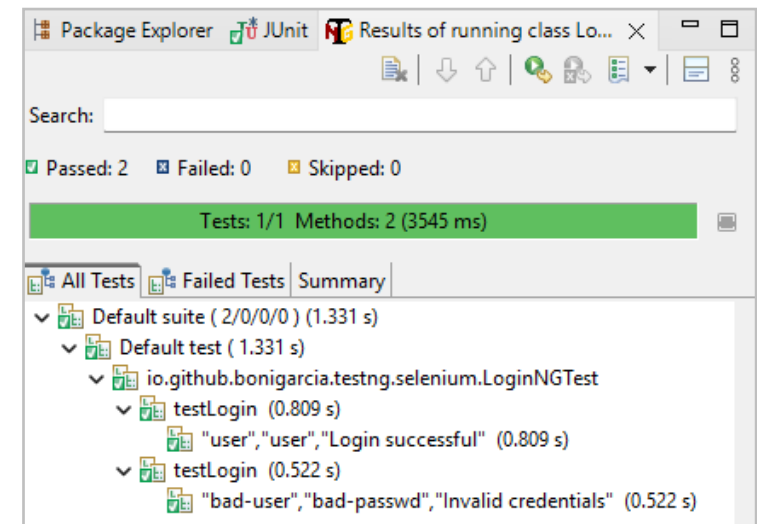 Package Explorer JUnit Results of running class Lo...
Search:
Passed: 2 Failed: 0 Skipped: 0
Tests: 1/1 Methods: 2 (3545 ms)
All Tests Failed Tests Summary
Default suite ( 2/0/0/0 ) (1.331 s)
Default test ( 1.331 s)
io.github.bonigarcia.testng.selenium.LoginNGTest
testLogin (0.809 s)
"user","user","Login successful" (0.809 s)
testLogin (0.522 s)
"bad-user","bad-passwd","Invalid credentials" (0.522 s)